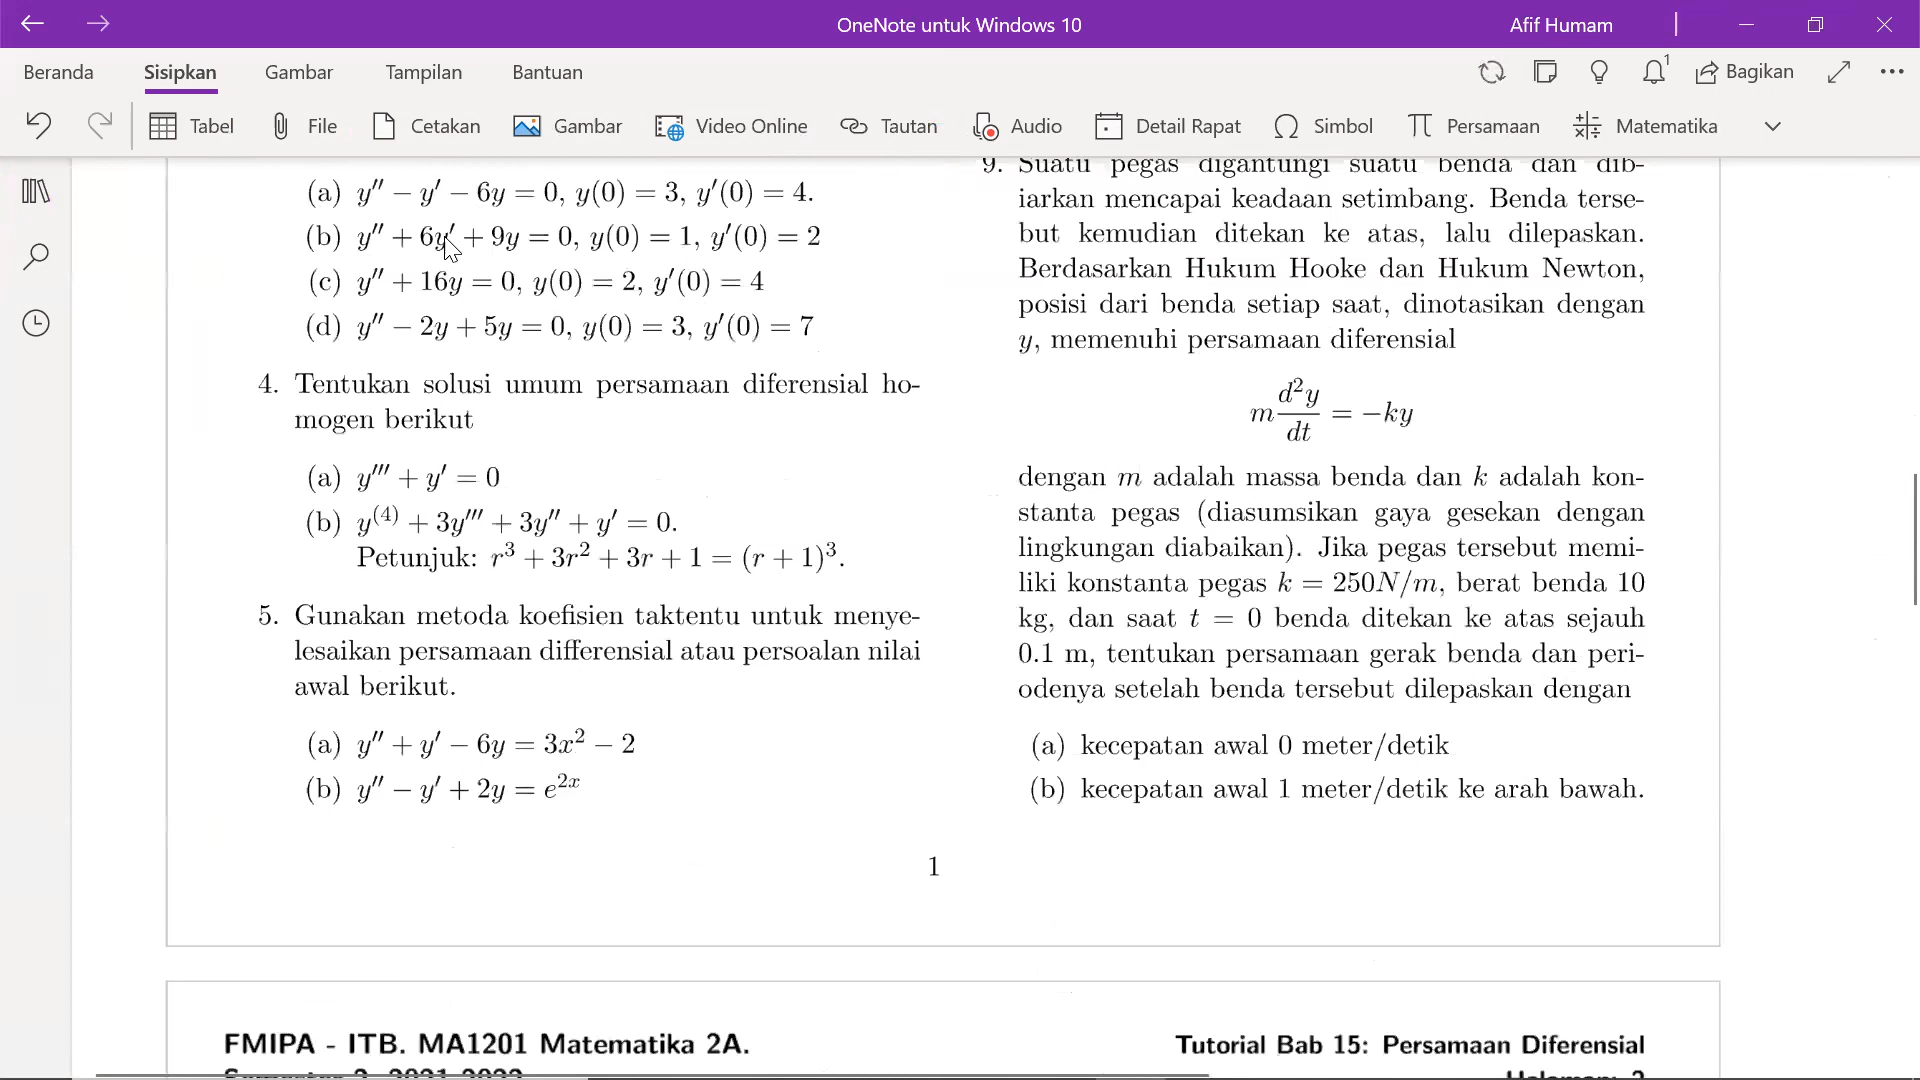 OneNote untuk Windows 10
Afif Humam
Beranda
Sisipkan
Gambar
Tampilan
Bantuan
1
Bagikan
Tabel
File
Cetakan
Gambar
Video Online
Tautan
Audio
Detail Rapat
Simbol
Persamaan
Matematika
(a) y″ − y′ − 6y = 0, y(0) = 3, y′(0) = 4.
(b) y″ + 6y′ + 9y = 0, y(0) = 1, y′(0) = 2
(c) y″ + 16y = 0, y(0) = 2, y′(0) = 4
(d) y″ − 2y + 5y = 0, y(0) = 3, y′(0) = 7
4. Tentukan solusi umum persamaan diferensial ho-
mogen berikut
(a) y‴ + y′ = 0
(b) y⁽⁴⁾ + 3y‴ + 3y″ + y′ = 0.
Petunjuk: r³ + 3r² + 3r + 1 = (r + 1)³.
5. Gunakan metoda koefisien taktentu untuk menye-
lesaikan persamaan differensial atau persoalan nilai
awal berikut.
(a) y″ + y′ − 6y = 3x² − 2
(b) y″ − y′ + 2y = e²ˣ
9. Suatu pegas digantungi suatu benda dan dib-
iarkan mencapai keadaan setimbang. Benda terse-
but kemudian ditekan ke atas, lalu dilepaskan.
Berdasarkan Hukum Hooke dan Hukum Newton,
posisi dari benda setiap saat, dinotasikan dengan
y, memenuhi persamaan diferensial
m d²y/dt = −ky
dengan m adalah massa benda dan k adalah kon-
stanta pegas (diasumsikan gaya gesekan dengan
lingkungan diabaikan). Jika pegas tersebut memi-
liki konstanta pegas k = 250N/m, berat benda 10
kg, dan saat t = 0 benda ditekan ke atas sejauh
0.1 m, tentukan persamaan gerak benda dan peri-
odenya setelah benda tersebut dilepaskan dengan
(a) kecepatan awal 0 meter/detik
(b) kecepatan awal 1 meter/detik ke arah bawah.
1
FMIPA - ITB. MA1201 Matematika 2A.
Tutorial Bab 15: Persamaan Diferensial
Semester 2, 2021-2022
Halaman: 2